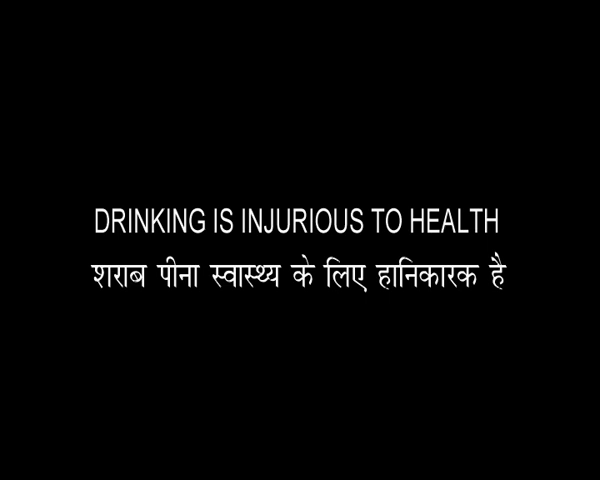 DRINKING IS INJURIOUS TO HEALTH
शराब पीना स्वास्थ्य के लिए हानिकारक है